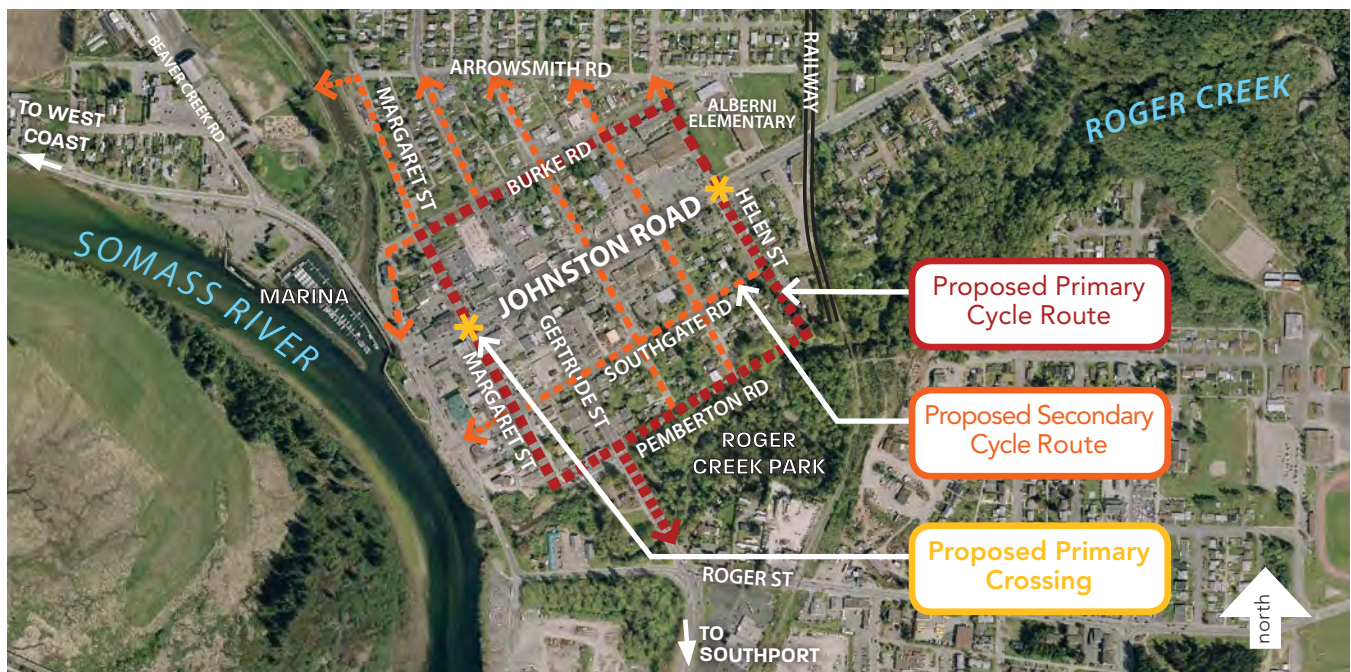 BEAVER CREEK RD
TO WEST
COAST
ARROWSMITH RD
MARGARET ST
RAILWAY
ALBERNI
ELEMENTARY
ROGER CREEK
BURKE RD
HELEN ST
JOHNSTON ROAD
SOMASS RIVER
MARINA
GERTRUDE ST
SOUTHGATE RD
MARGARET ST
PEMBERTON RD
ROGER
CREEK PARK
ROGER ST
TO
SOUTHPORT
Proposed Primary
Cycle Route
Proposed Secondary
Cycle Route
Proposed Primary
Crossing
north